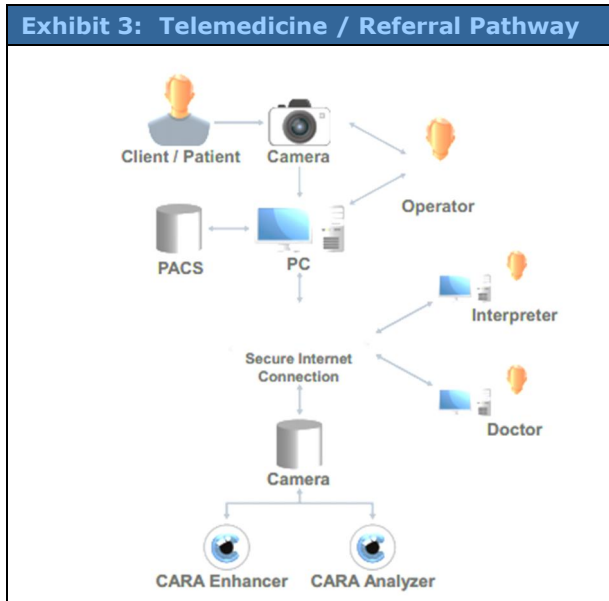 Exhibit 3: Telemedicine / Referral Pathway
Client / Patient
Camera
Operator
PACS
PC
Interpreter
Secure Internet
Connection
Doctor
Camera
CARA Enhancer
CARA Analyzer